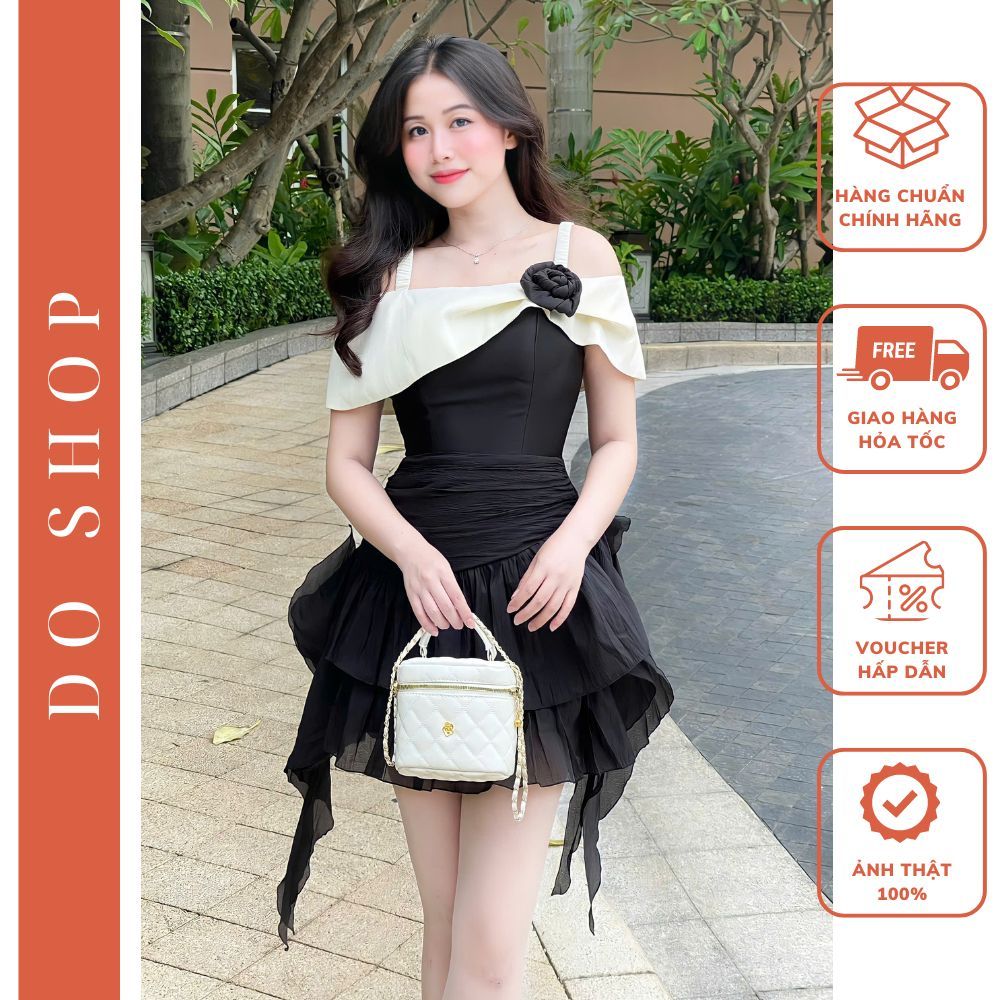 DO SHOP
HÀNG CHUẨN
CHÍNH HÃNG
FREE
GIAO HÀNG
HỎA TỐC
VOUCHER
HẤP DẪN
ẢNH THẬT
100%